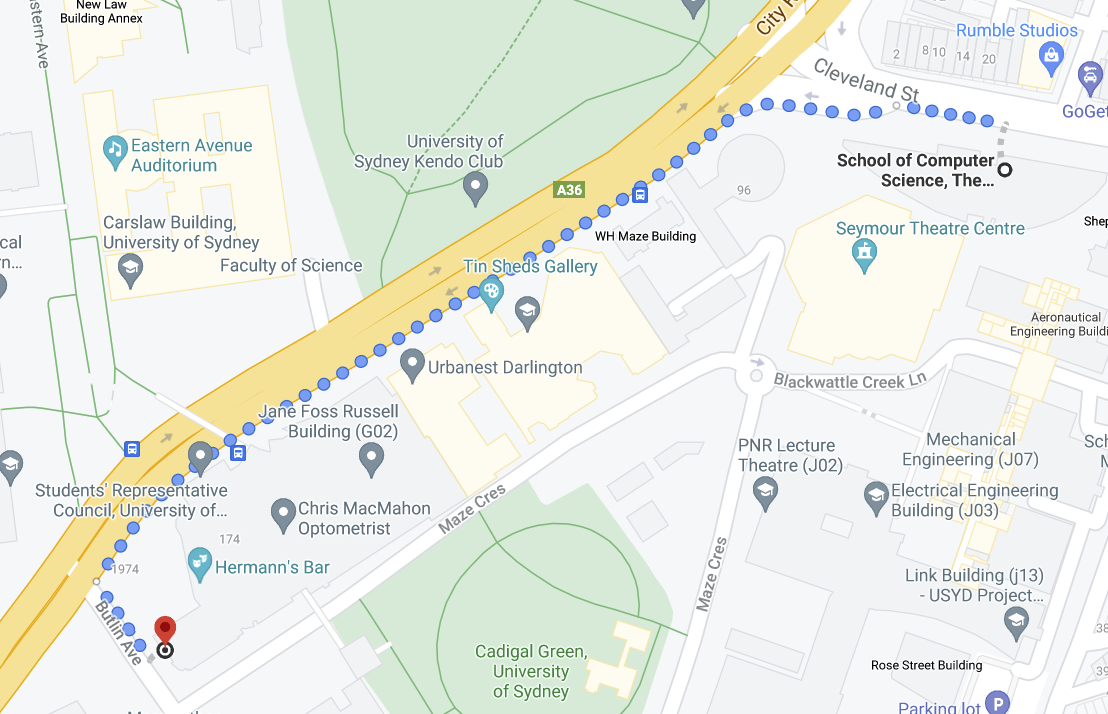 New Law
Building Annex
stern-Ave
City R
Rumble Studios
2
8
10
14
20
Cleveland St
GoGet
Eastern Avenue
Auditorium
University of
Sydney Kendo Club
School of Computer
Science, The...
A36
96
Carslaw Building,
University of Sydney
Faculty of Science
cal
n...
WH Maze Building
Seymour Theatre Centre
Shep
Tin Sheds Gallery
Aeronautical
Engineering Buildi
Urbanest Darlington
Blackwattle Creek Ln
Jane Foss Russell
Building (G02)
PNR Lecture
Theatre (J02)
Mechanical
Engineering (J07)
Sch
M
Students' Representative
Council, University of...
Maze Cres
Electrical Engineering
Building (J03)
Chris MacMahon
Optometrist
174
1974
Hermann's Bar
Maze Cres
Link Building (j13)
- USYD Project...
Butlin Ave
38
Cadigal Green,
University
of Sydney
Rose Street Building
39
Parking lot
P